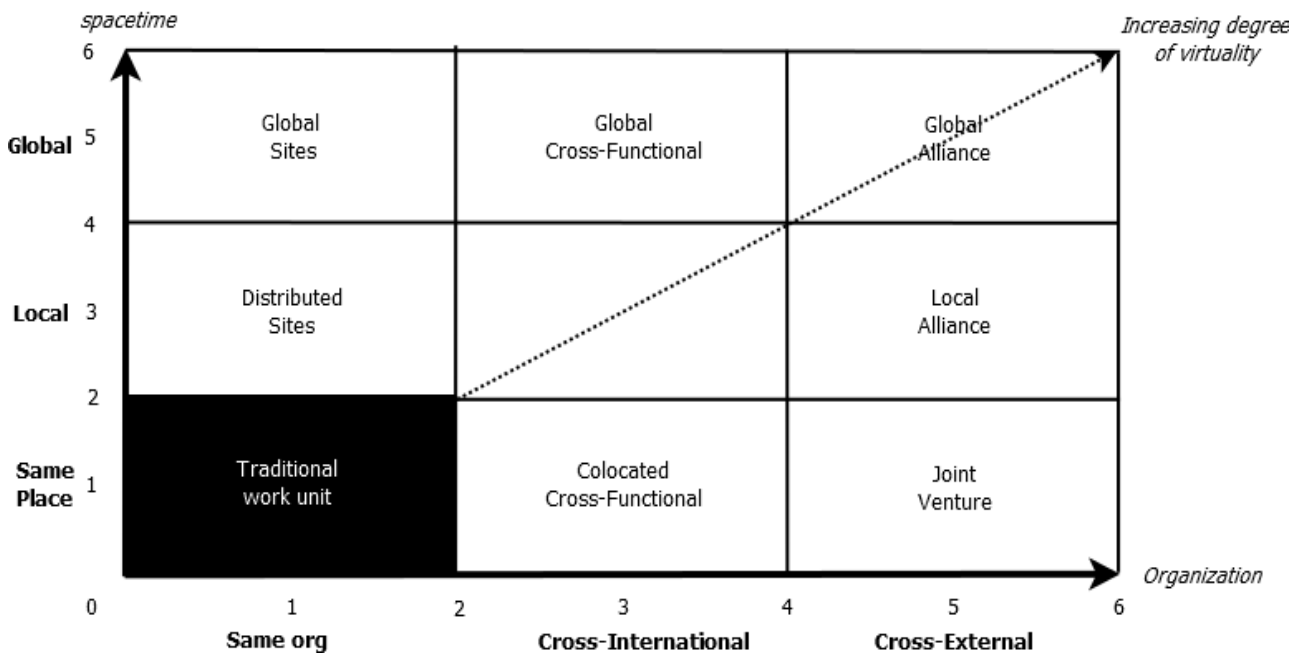 spacetime
Increasing degree
of virtuality
6
Global
Sites
Global
Cross-Functional
Global
Alliance
Global
5
4
Distributed
Sites
Local
Alliance
Local
3
2
Traditional
work unit
Colocated
Cross-Functional
Joint
Venture
Same
Place
1
Organization
0
1
2
3
4
5
6
Same org
Cross-International
Cross-External